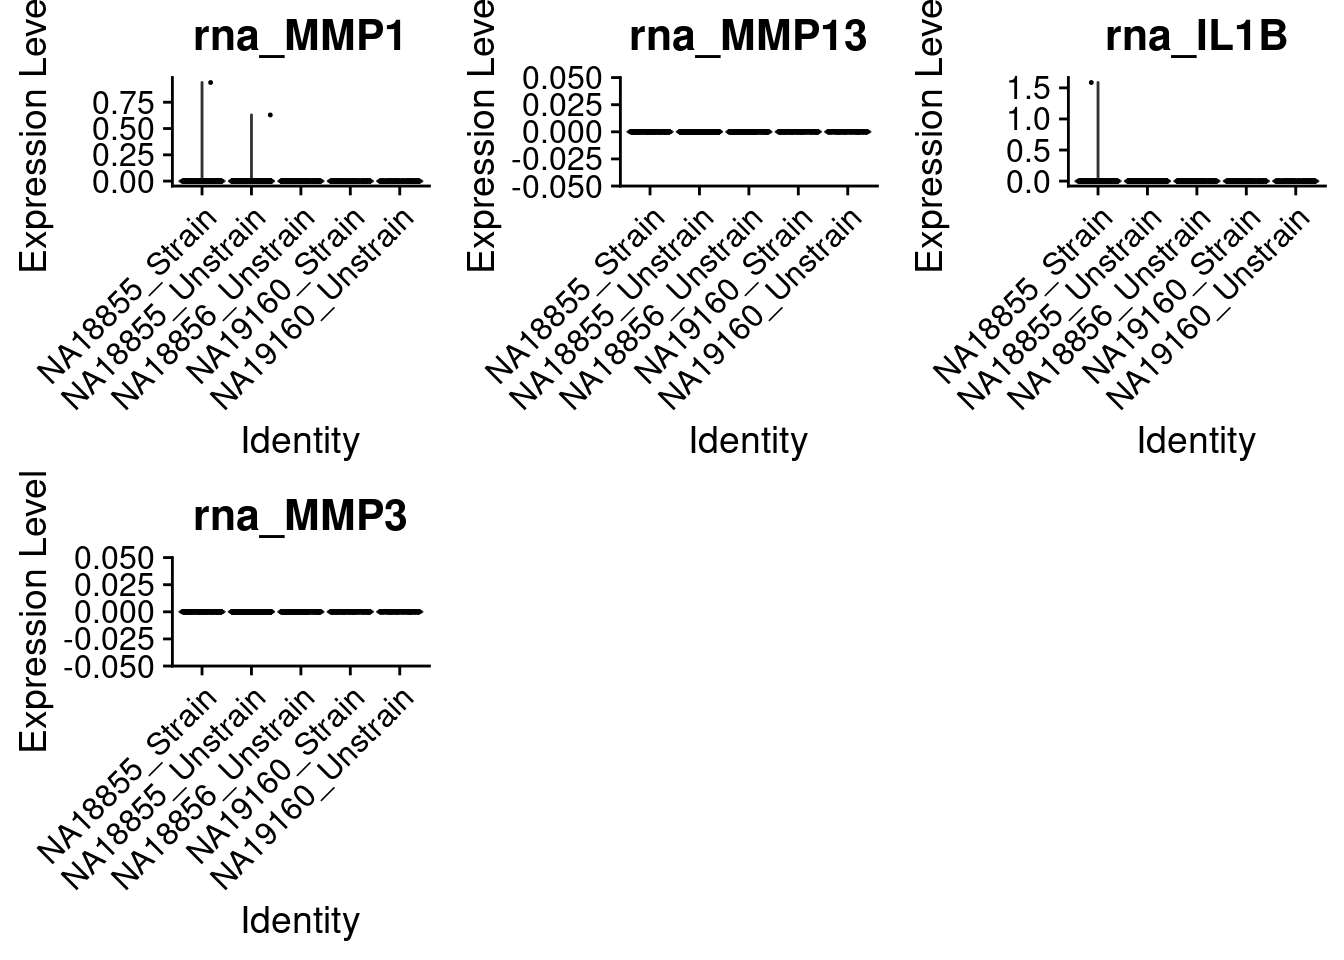 rna_MMP1
Expression Leve
0.75
0.50
0.25
0.00
NA18855_Strain
NA18855_Unstrain
NA18856_Unstrain
NA19160_Strain
NA19160_Unstrain
Identity
rna_MMP13
Expression Leve
0.050
0.025
0.000
-0.025
-0.050
NA18855_Strain
NA18855_Unstrain
NA18856_Unstrain
NA19160_Strain
NA19160_Unstrain
Identity
rna_IL1B
Expression Leve
1.5
1.0
0.5
0.0
NA18855_Strain
NA18855_Unstrain
NA18856_Unstrain
NA19160_Strain
NA19160_Unstrain
Identity
rna_MMP3
Expression Level
0.050
0.025
0.000
-0.025
-0.050
NA18855_Strain
NA18855_Unstrain
NA18856_Unstrain
NA19160_Strain
NA19160_Unstrain
Identity